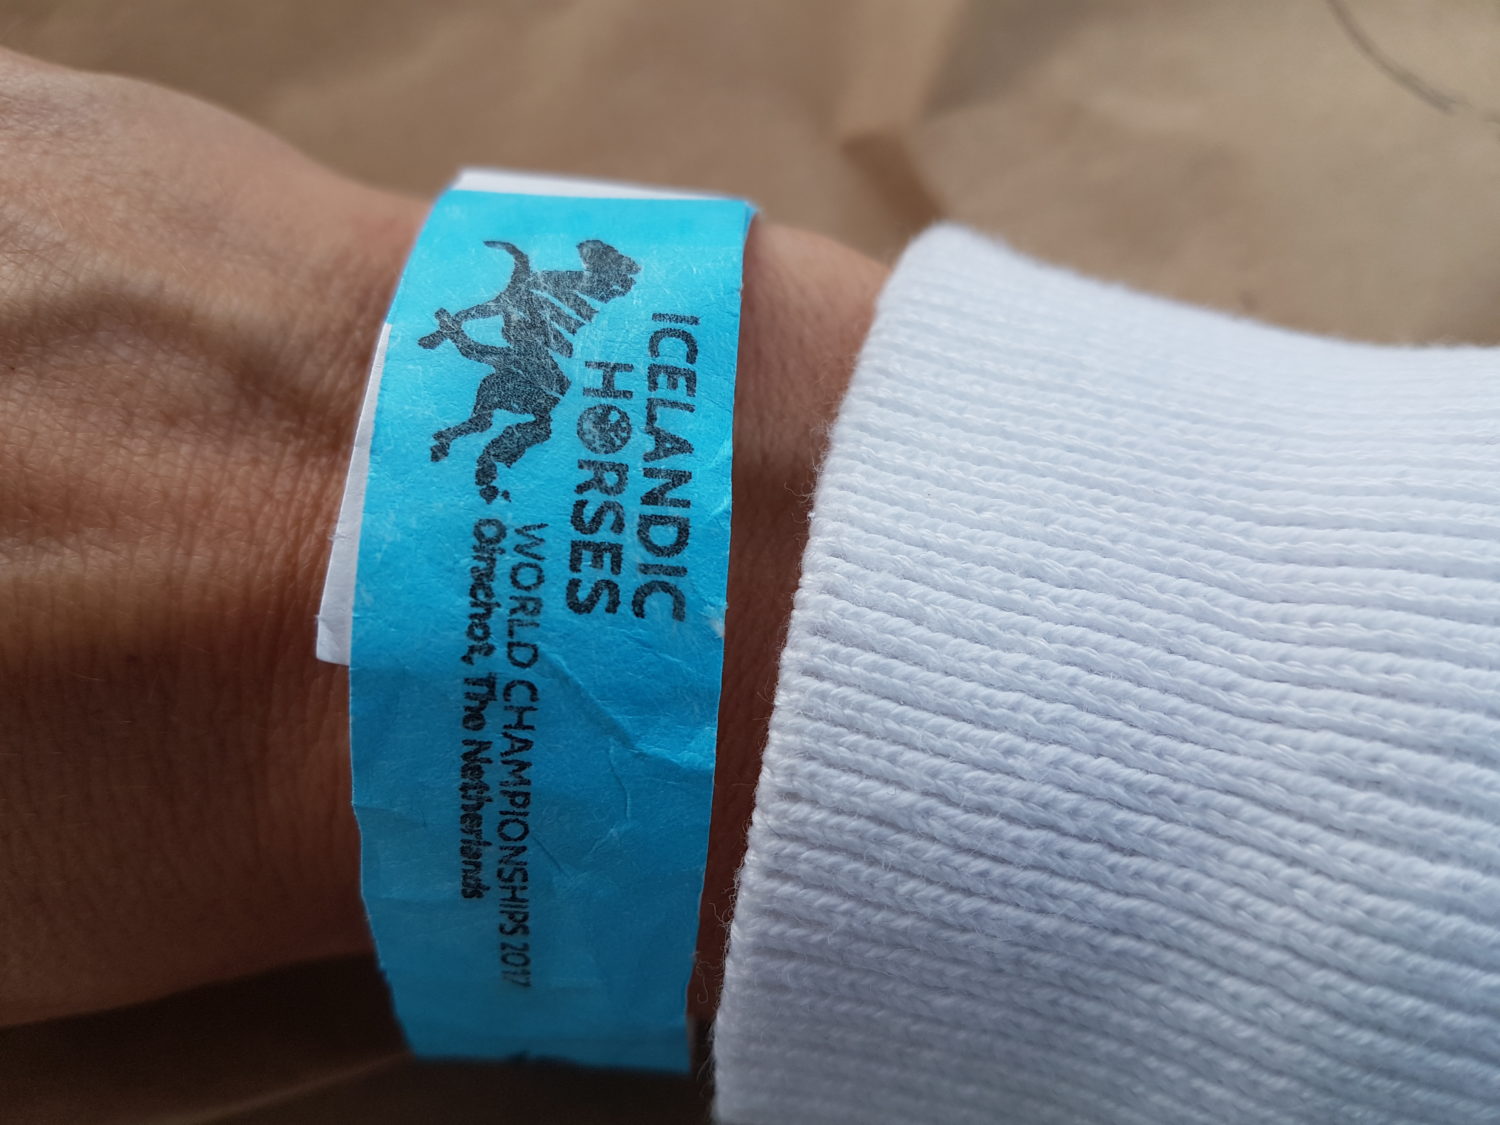 ICELANDIC
HORSES
WORLD CHAMPIONSHIPS 2017
Oirschot, The Netherlands